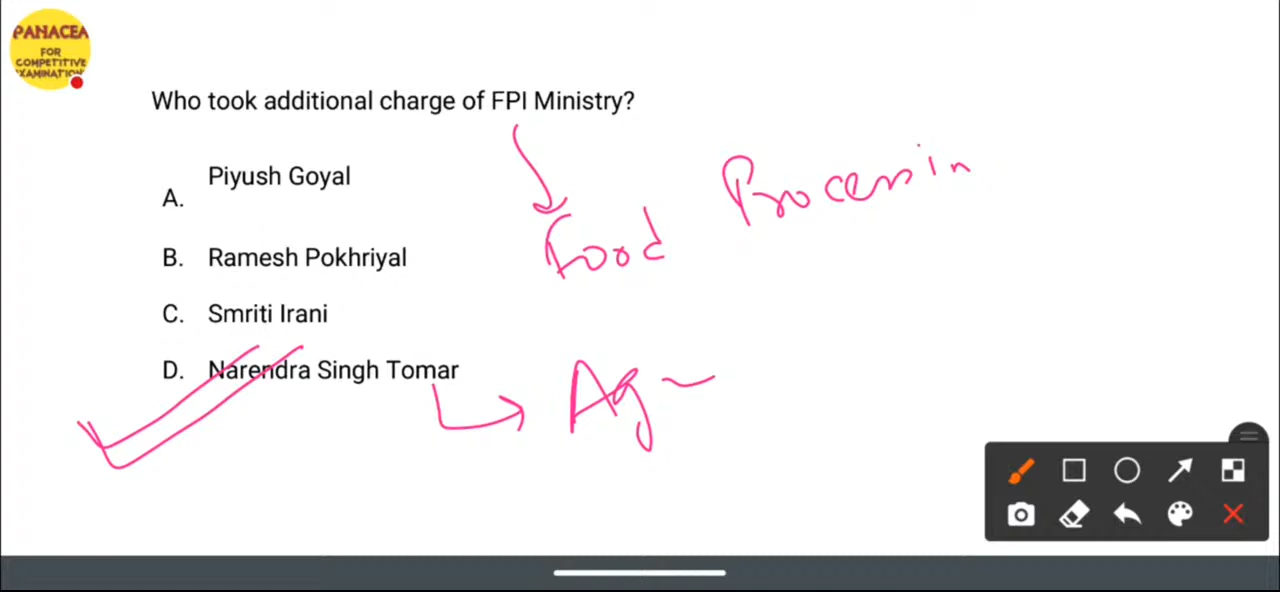 PANACEA
FOR
COMPETITIVE
EXAMINATION
Who took additional charge of FPI Ministry?
A. Piyush Goyal
Food Processin
B. Ramesh Pokhriyal
C. Smriti Irani
D. Narendra Singh Tomar
Ag